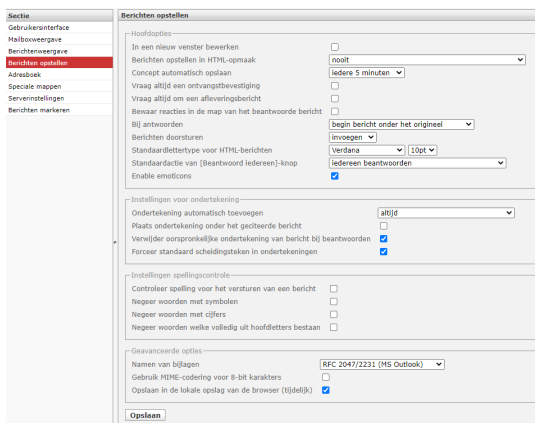 Sectie
Gebruikersinterface
Mailboxweergave
Berichtenweergave
Berichten opstellen
Adresboek
Speciale mappen
Serverinstellingen
Berichten markeren
Berichten opstellen
Hoofdopties
In een nieuw venster bewerken
Berichten opstellen in HTML-opmaak nooit
Concept automatisch opslaan iedere 5 minuten
Vraag altijd een ontvangstbevestiging
Vraag altijd om een afleveringsbericht
Bewaar reacties in de map van het beantwoorde bericht
Bij antwoorden begin bericht onder het origineel
Berichten doorsturen invoegen
Standaardlettertype voor HTML-berichten Verdana 10pt
Standaardactie van [Beantwoord iedereen]-knop iedereen beantwoorden
Enable emoticons
Instellingen voor ondertekening
Ondertekening automatisch toevoegen altijd
Plaats ondertekening onder het geciteerde bericht
Verwijder oorspronkelijke ondertekening van bericht bij beantwoorden
Forceer standaard scheidingsteken in ondertekeningen
Instellingen spellingscontrole
Controleer spelling voor het versturen van een bericht
Negeer woorden met symbolen
Negeer woorden met cijfers
Negeer woorden welke volledig uit hoofdletters bestaan
Geavanceerde opties
Namen van bijlagen RFC 2047/2231 (MS Outlook)
Gebruik MIME-codering voor 8-bit karakters
Opslaan in de lokale opslag van de browser (tijdelijk)
Opslaan